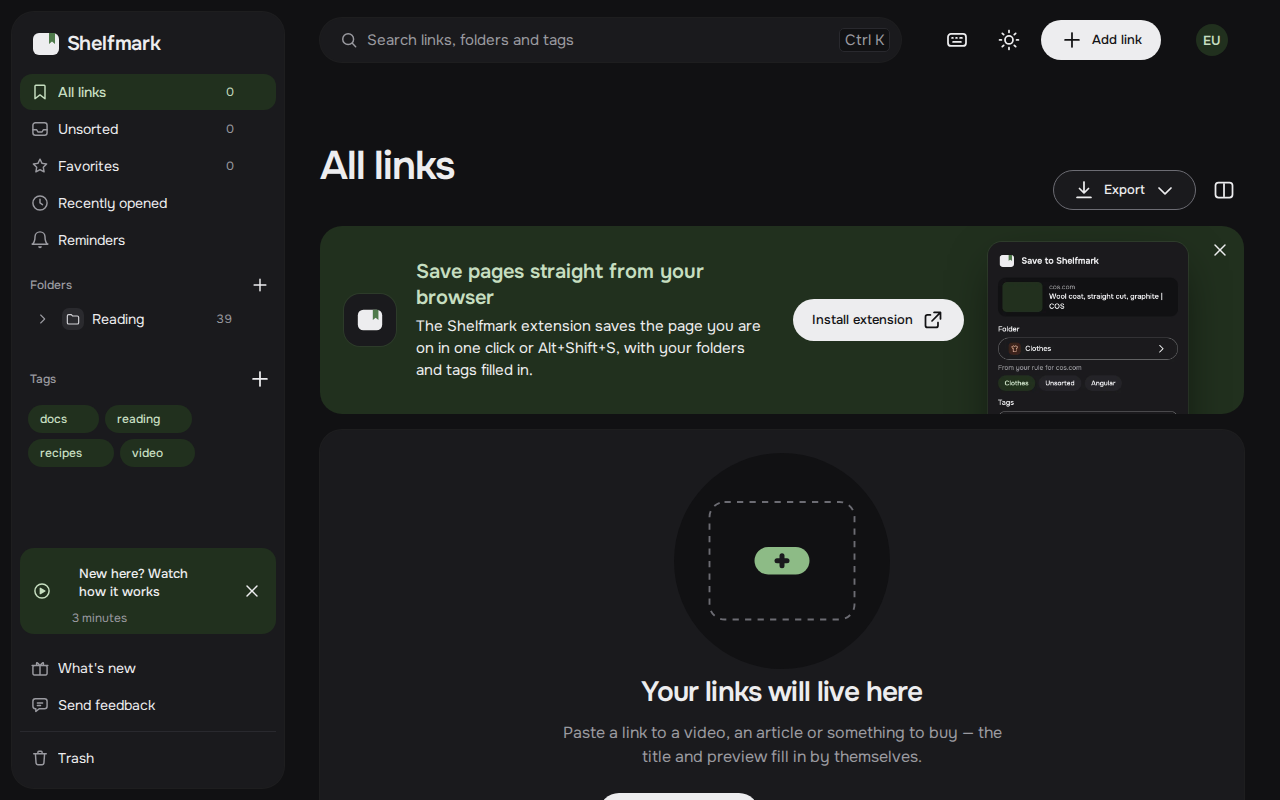 Shelfmark
Search links, folders and tags
Ctrl K
Add link
EU
All links 0
Unsorted 0
Favorites 0
Recently opened
Reminders
Folders
Reading 39
Tags
docs reading
recipes video
New here? Watch
how it works
3 minutes
What's new
Send feedback
Trash
All links
Export
Save pages straight from your
browser
The Shelfmark extension saves the page you are
on in one click or Alt+Shift+S, with your folders
and tags filled in.
Install extension
Save to Shelfmark
cos.com
Wool coat, straight cut, graphite |
COS
Folder
Clothes
From your rule for cos.com
Clothes Unsorted Angular
Tags
Your links will live here
Paste a link to a video, an article or something to buy – the
title and preview fill in by themselves.